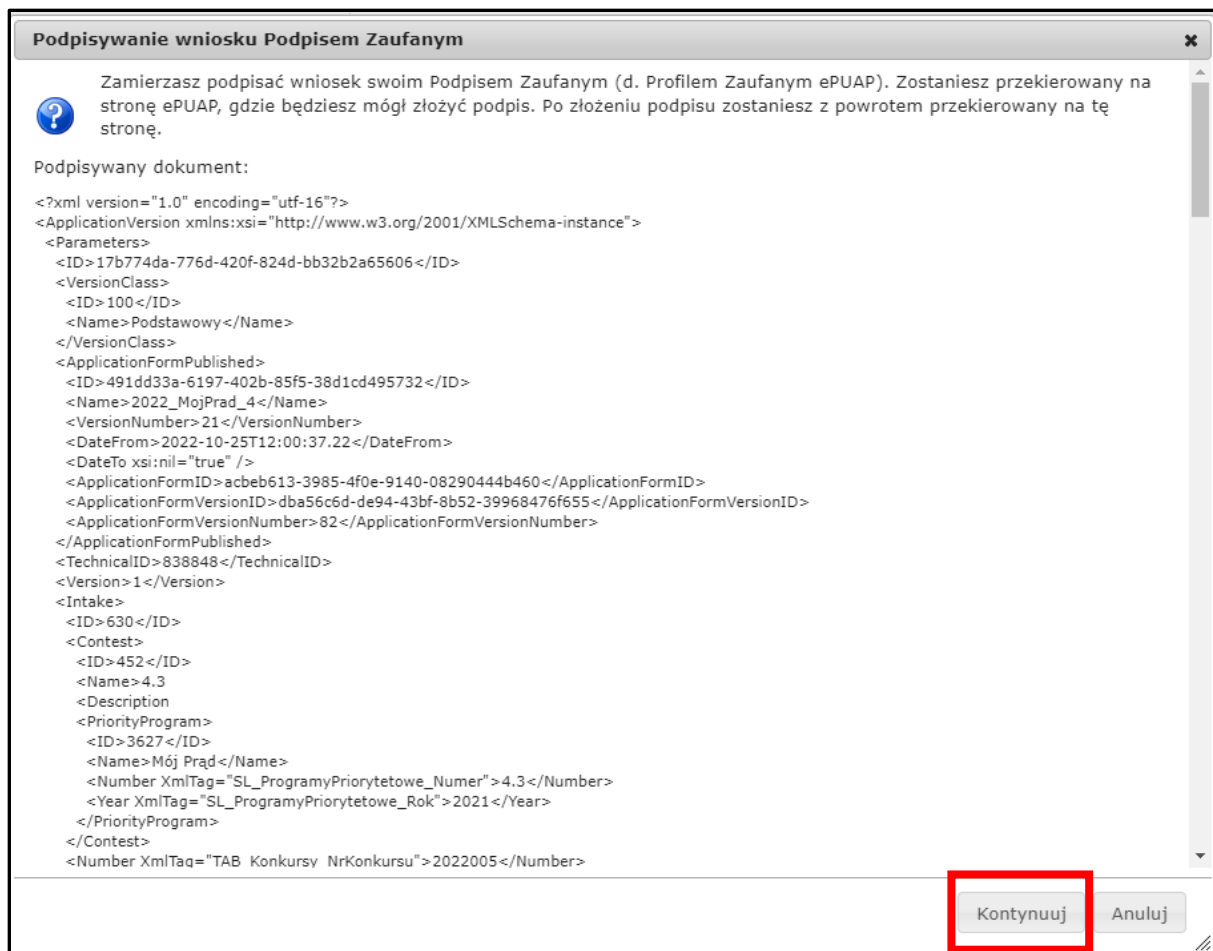 Podpisywanie wniosku Podpisem Zaufanym
Zamierzasz podpisać wniosek swoim Podpisem Zaufanym (d. Profilem Zaufanym ePUAP). Zostaniesz przekierowany na
stronę ePUAP, gdzie będziesz mógł złożyć podpis. Po złożeniu podpisu zostaniesz z powrotem przekierowany na tę
stronę.
Podpisywany dokument:
<?xml version="1.0" encoding="utf-16"?>
<ApplicationVersion xmlns:xsi="http://www.w3.org/2001/XMLSchema-instance">
<Parameters>
<ID>17b774da-776d-420f-824d-bb32b2a65606</ID>
<VersionClass>
<ID>100</ID>
<Name>Podstawowy</Name>
</VersionClass>
<ApplicationFormPublished>
<ID>491dd33a-6197-402b-85f5-38d1cd495732</ID>
<Name>2022_MojPrad_4</Name>
<VersionNumber>21</VersionNumber>
<DateFrom>2022-10-25T12:00:37.22</DateFrom>
<DateTo xsi:nil="true" />
<ApplicationFormID>acbeb613-3985-4f0e-9140-08290444b460</ApplicationFormID>
<ApplicationFormVersionID>dba56c6d-de94-43bf-8b52-39968476f655</ApplicationFormVersionID>
<ApplicationFormVersionNumber>82</ApplicationFormVersionNumber>
</ApplicationFormPublished>
<TechnicalID>838848</TechnicalID>
<Version>1</Version>
<Intake>
<ID>630</ID>
<Contest>
<ID>452</ID>
<Name>4.3
<Description
<PriorityProgram>
<ID>3627</ID>
<Name>Mój Prąd</Name>
<Number XmlTag="SL_ProgramyPriorytetowe_Numer">4.3</Number>
<Year XmlTag="SL_ProgramyPriorytetowe_Rok">2021</Year>
</PriorityProgram>
</Contest>
<Number XmlTag="TAB_Konkursy_NrKonkursu">2022005</Number>
Kontynuuj Anuluj